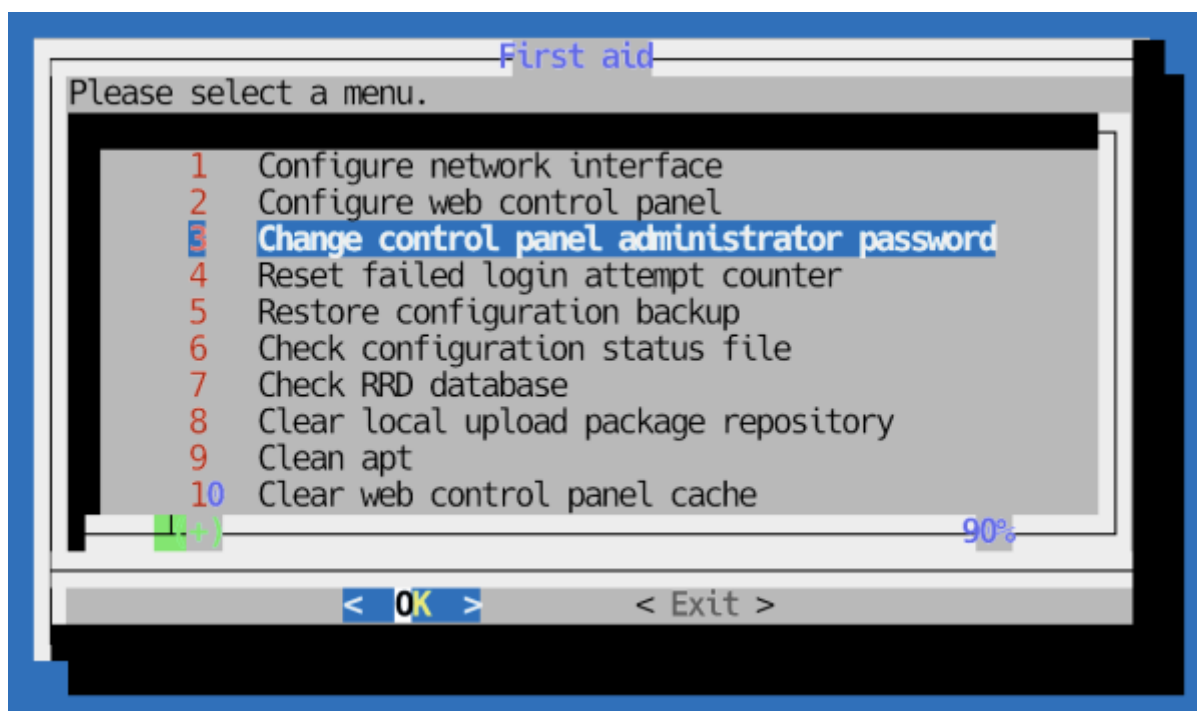 First aid
Please select a menu.
1 Configure network interface
2 Configure web control panel
3 Change control panel administrator password
4 Reset failed login attempt counter
5 Restore configuration backup
6 Check configuration status file
7 Check RRD database
8 Clear local upload package repository
9 Clean apt
10 Clear web control panel cache
90%
< OK > < Exit >